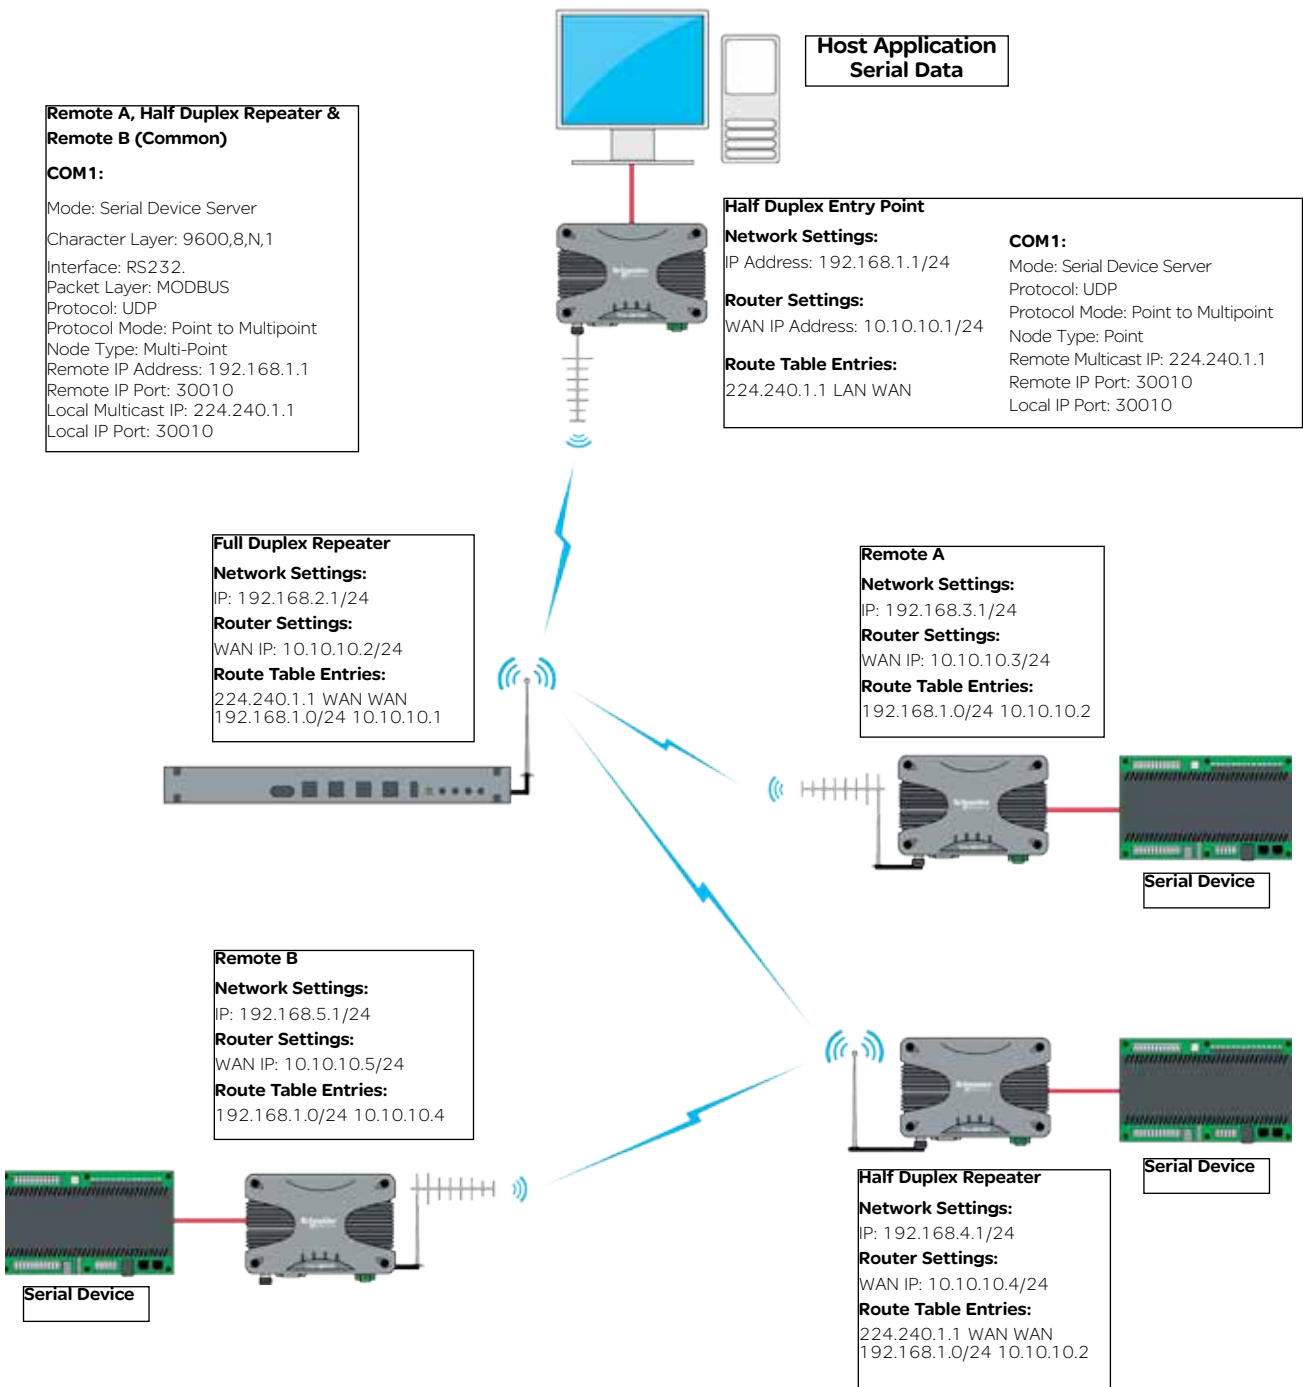 Host Application
Serial Data
Remote A, Half Duplex Repeater &
Remote B (Common)
COM1:
Mode: Serial Device Server
Character Layer: 9600,8,N,1
Interface: RS232.
Packet Layer: MODBUS
Protocol: UDP
Protocol Mode: Point to Multipoint
Node Type: Multi-Point
Remote IP Address: 192.168.1.1
Remote IP Port: 30010
Local Multicast IP: 224.240.1.1
Local IP Port: 30010
Half Duplex Entry Point
Network Settings:
IP Address: 192.168.1.1/24
Router Settings:
WAN IP Address: 10.10.10.1/24
Route Table Entries:
224.240.1.1 LAN WAN
COM1:
Mode: Serial Device Server
Protocol: UDP
Protocol Mode: Point to Multipoint
Node Type: Point
Remote Multicast IP: 224.240.1.1
Remote IP Port: 30010
Local IP Port: 30010
Full Duplex Repeater
Network Settings:
IP: 192.168.2.1/24
Router Settings:
WAN IP: 10.10.10.2/24
Route Table Entries:
224.240.1.1 WAN WAN
192.168.1.0/24 10.10.10.1
Remote A
Network Settings:
IP: 192.168.3.1/24
Router Settings:
WAN IP: 10.10.10.3/24
Route Table Entries:
192.168.1.0/24 10.10.10.2
Serial Device
Remote B
Network Settings:
IP: 192.168.5.1/24
Router Settings:
WAN IP: 10.10.10.5/24
Route Table Entries:
192.168.1.0/24 10.10.10.4
Serial Device
Serial Device
Half Duplex Repeater
Network Settings:
IP: 192.168.4.1/24
Router Settings:
WAN IP: 10.10.10.4/24
Route Table Entries:
224.240.1.1 WAN WAN
192.168.1.0/24 10.10.10.2